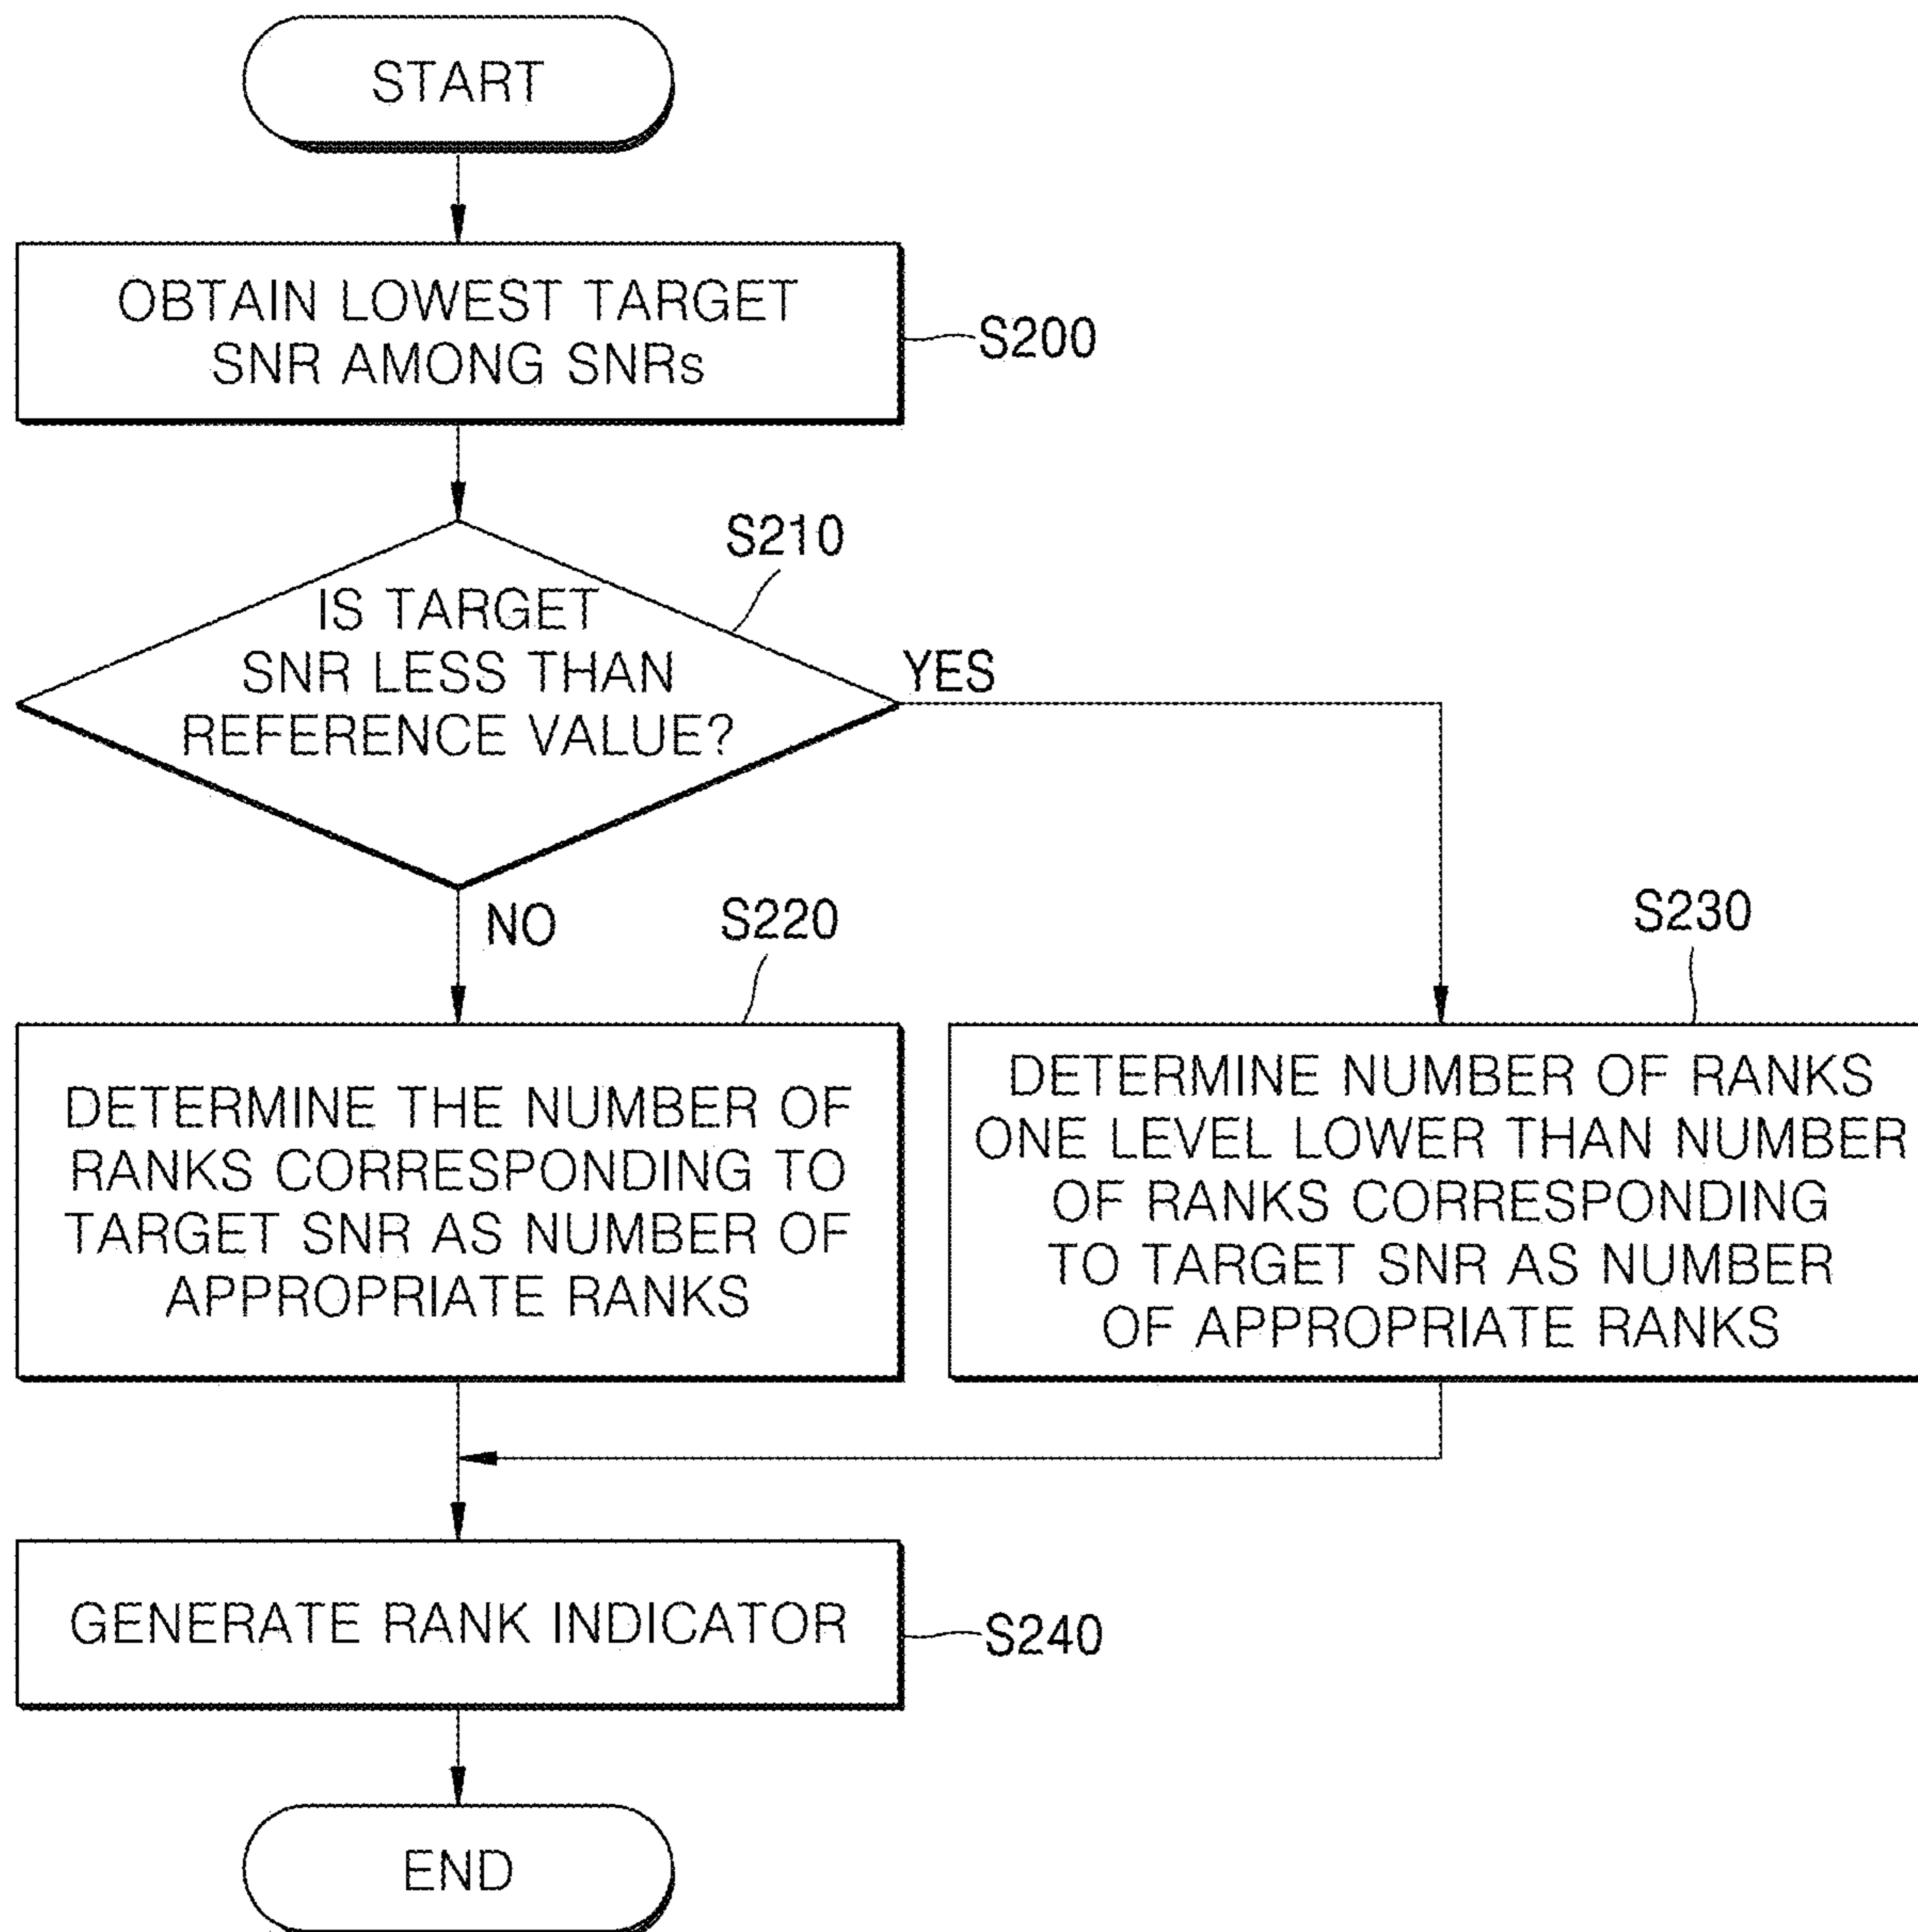 START
OBTAIN LOWEST TARGET
SNR AMONG SNRs
S200
S210
IS TARGET
SNR LESS THAN
REFERENCE VALUE?
YES
NO
S220
S230
DETERMINE THE NUMBER OF
RANKS CORRESPONDING TO
TARGET SNR AS NUMBER OF
APPROPRIATE RANKS
DETERMINE NUMBER OF RANKS
ONE LEVEL LOWER THAN NUMBER
OF RANKS CORRESPONDING
TO TARGET SNR AS NUMBER
OF APPROPRIATE RANKS
GENERATE RANK INDICATOR
S240
END